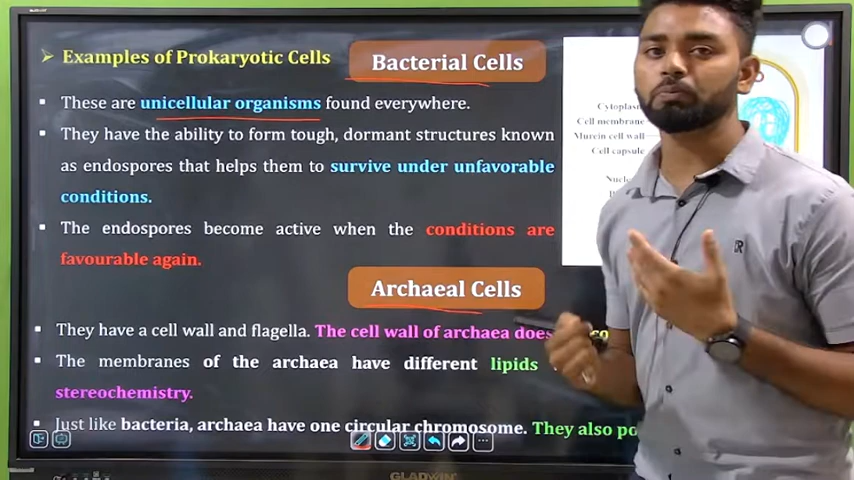 Examples of Prokaryotic Cells
Bacterial Cells
These are unicellular organisms found everywhere.
They have the ability to form tough, dormant structures known
as endospores that helps them to survive under unfavorable
conditions.
The endospores become active when the conditions are
favourable again.
Archaeal Cells
They have a cell wall and flagella. The cell wall of archaea does
The membranes of the archaea have different lipids
stereochemistry.
Just like bacteria, archaea have one circular chromosome. They also po
Cytoplasm
Cell membrane
Murein cell wall
Cell capsule
GLADWIN
R